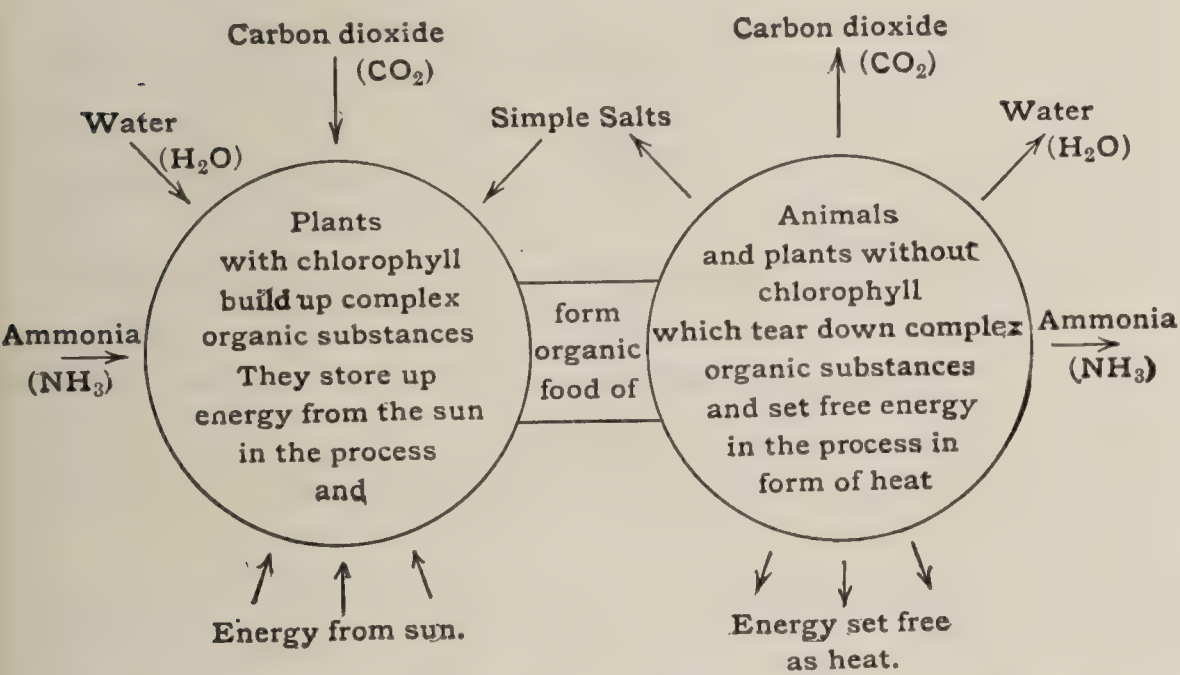 Carbon dioxide
(CO₂)
Water
(H₂O)
Simple Salts
Carbon dioxide
(CO₂)
Water
(H₂O)
Ammonia
(NH₃)
Plants
with chlorophyll
build up complex
organic substances
They store up
energy from the sun
in the process
and
form
organic
food of
Animals
and plants without
chlorophyll
which tear down complex
organic substances
and set free energy
in the process in
form of heat
Ammonia
(NH₃)
Energy from sun.
Energy set free
as heat.